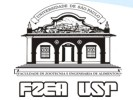 UNIVERSIDADE DE SÃO PAULO
FACULDADE DE ZOOTECNIA E ENGENHARIA DE ALIMENTOS
FZEA USP